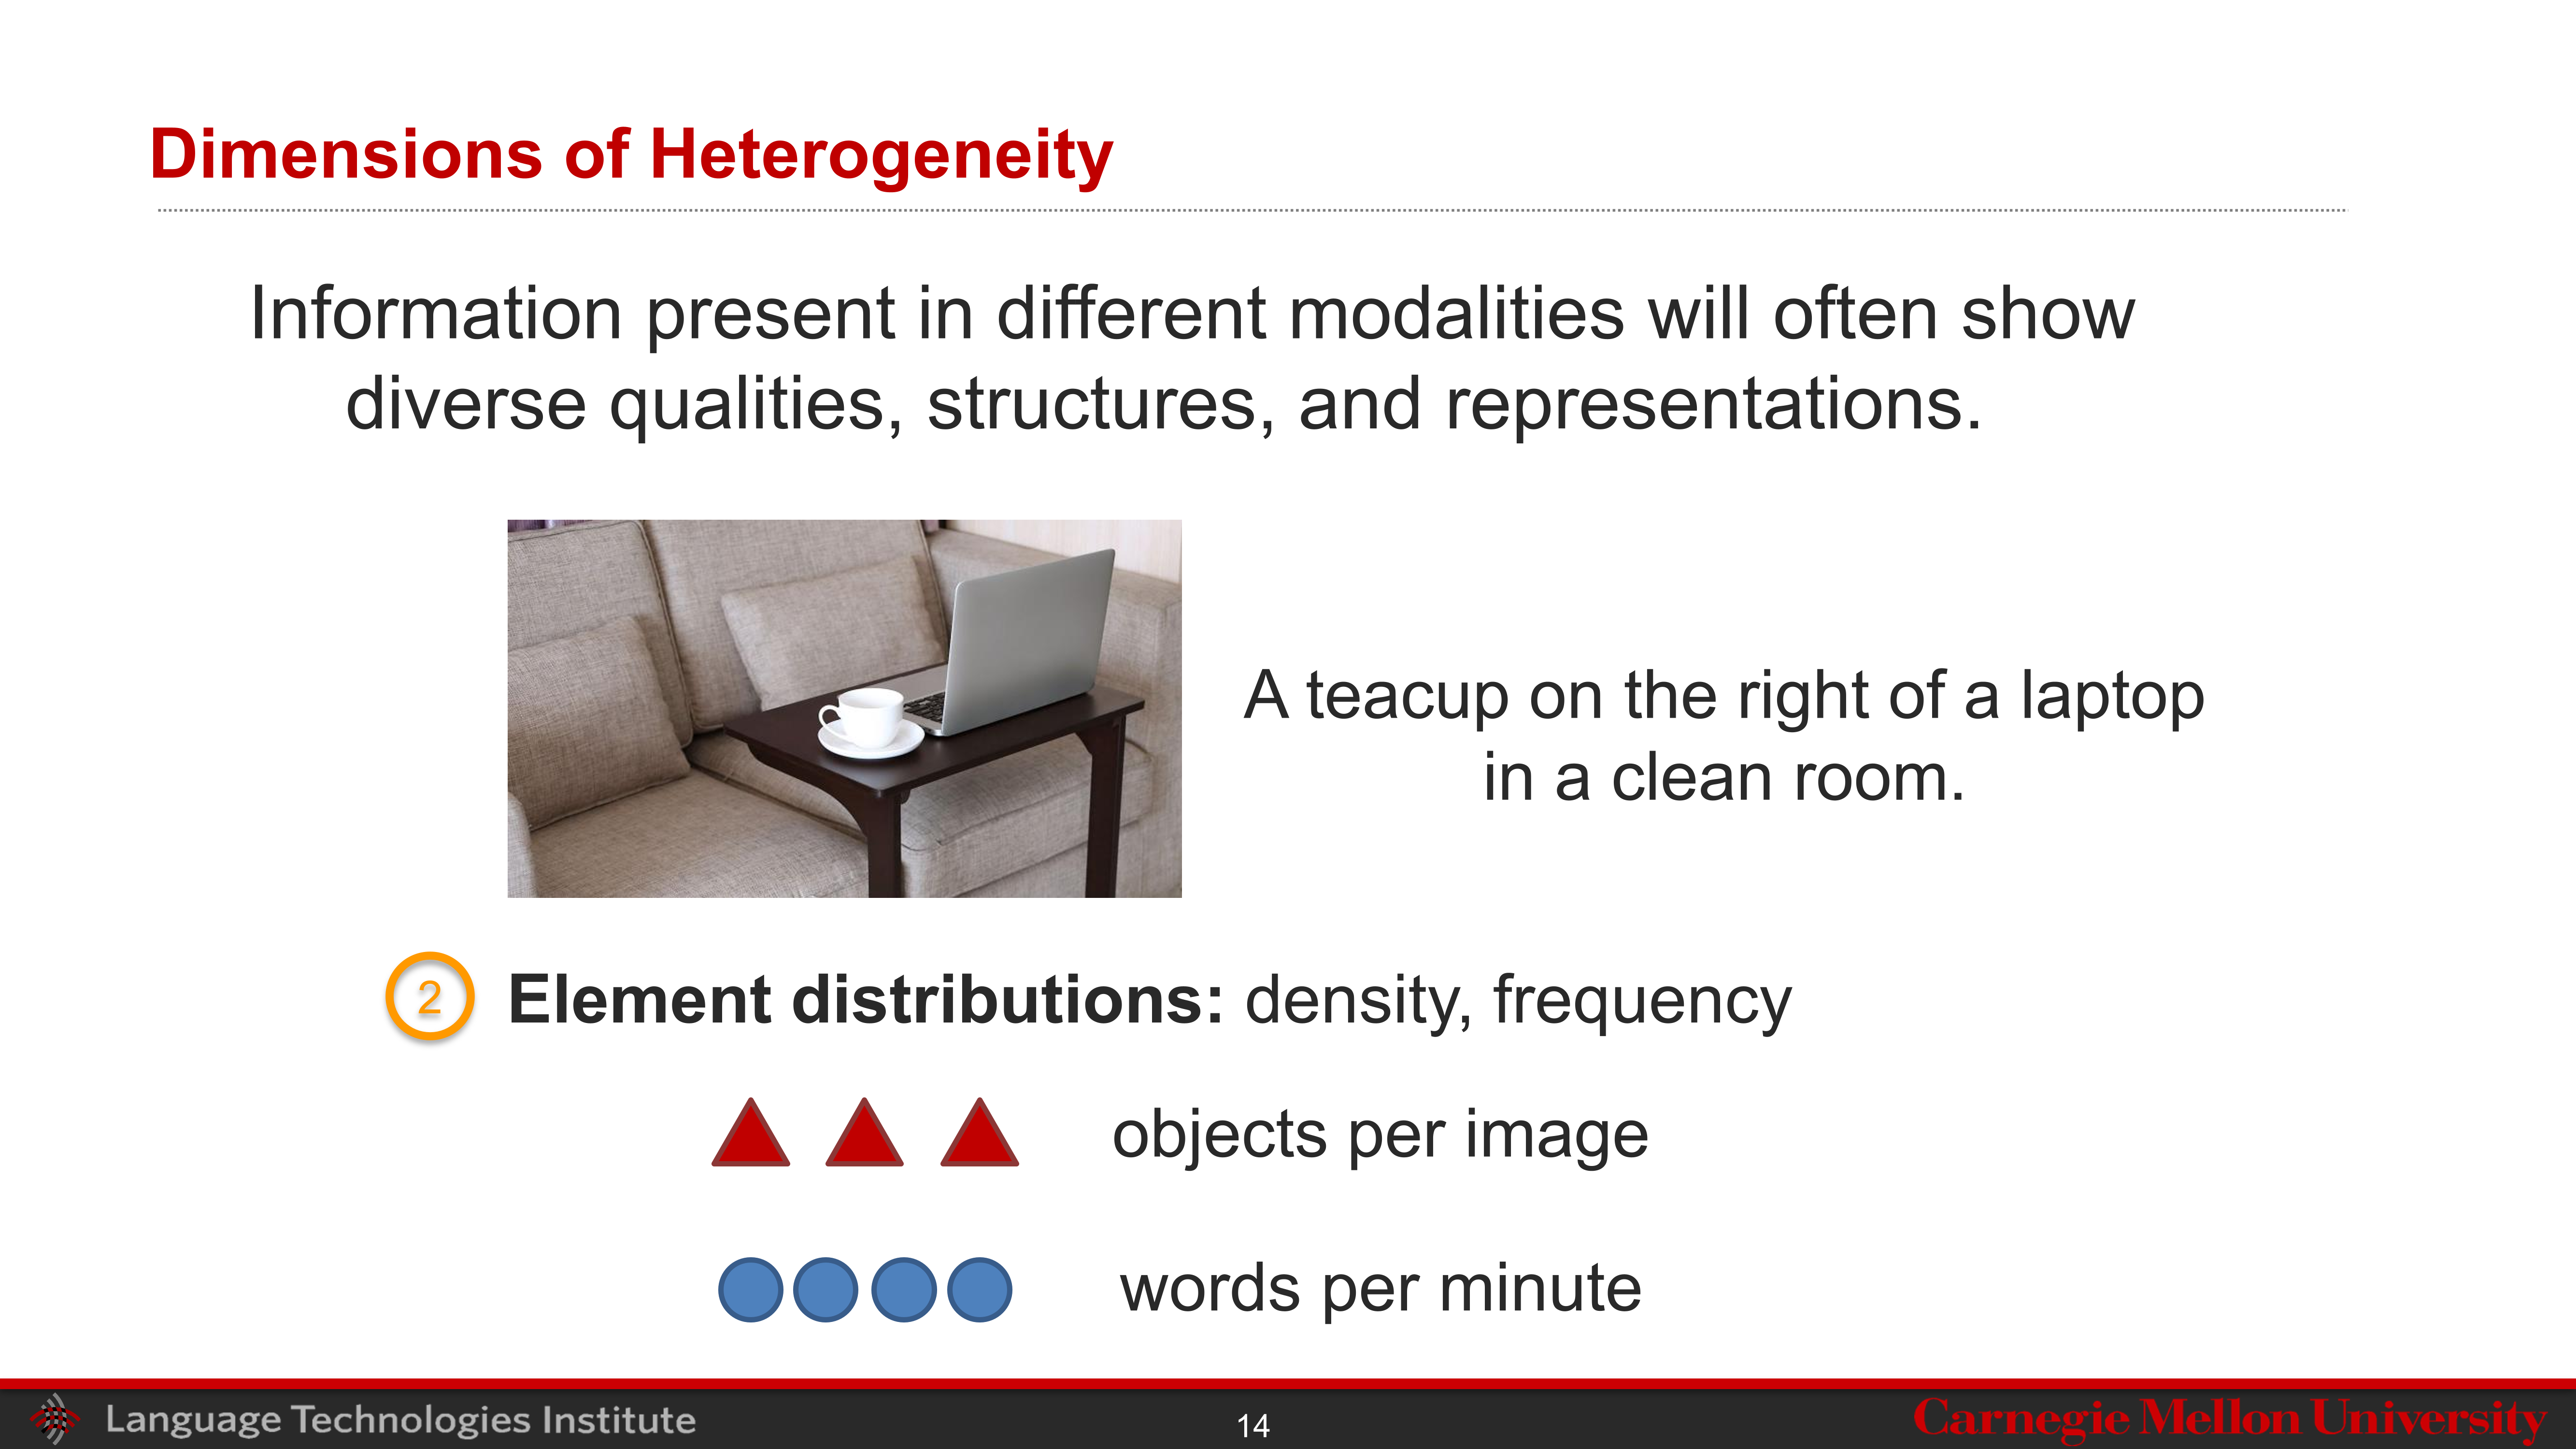 Dimensions of Heterogeneity
Information present in different modalities will often show
diverse qualities, structures, and representations.
A teacup on the right of a laptop
in a clean room.
2 Element distributions: density, frequency
objects per image
words per minute
Language Technologies Institute
14
Carnegie Mellon University